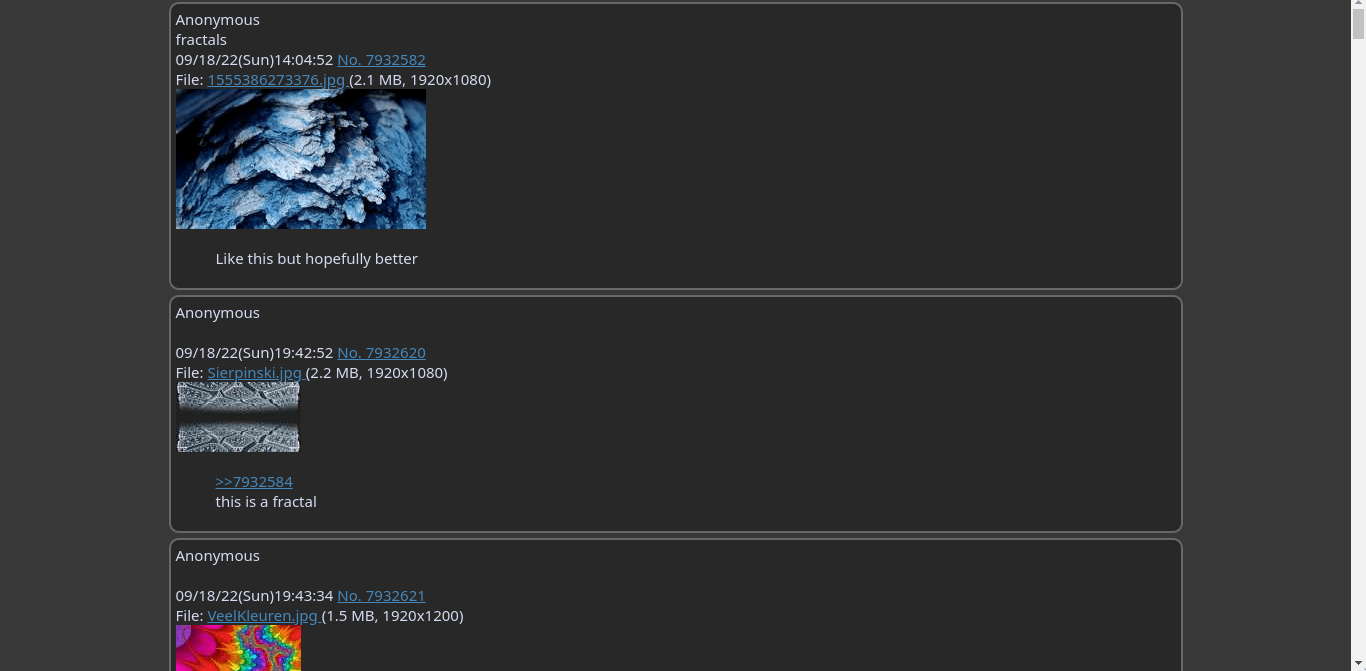 Anonymous
fractals
09/18/22(Sun)14:04:52 No. 7932582
File: 1555386273376.jpg (2.1 MB, 1920x1080)
Like this but hopefully better
Anonymous
09/18/22(Sun)19:42:52 No. 7932620
File: Sierpinski.jpg (2.2 MB, 1920x1080)
>>7932584
this is a fractal
Anonymous
09/18/22(Sun)19:43:34 No. 7932621
File: VeelKleuren.jpg (1.5 MB, 1920x1200)